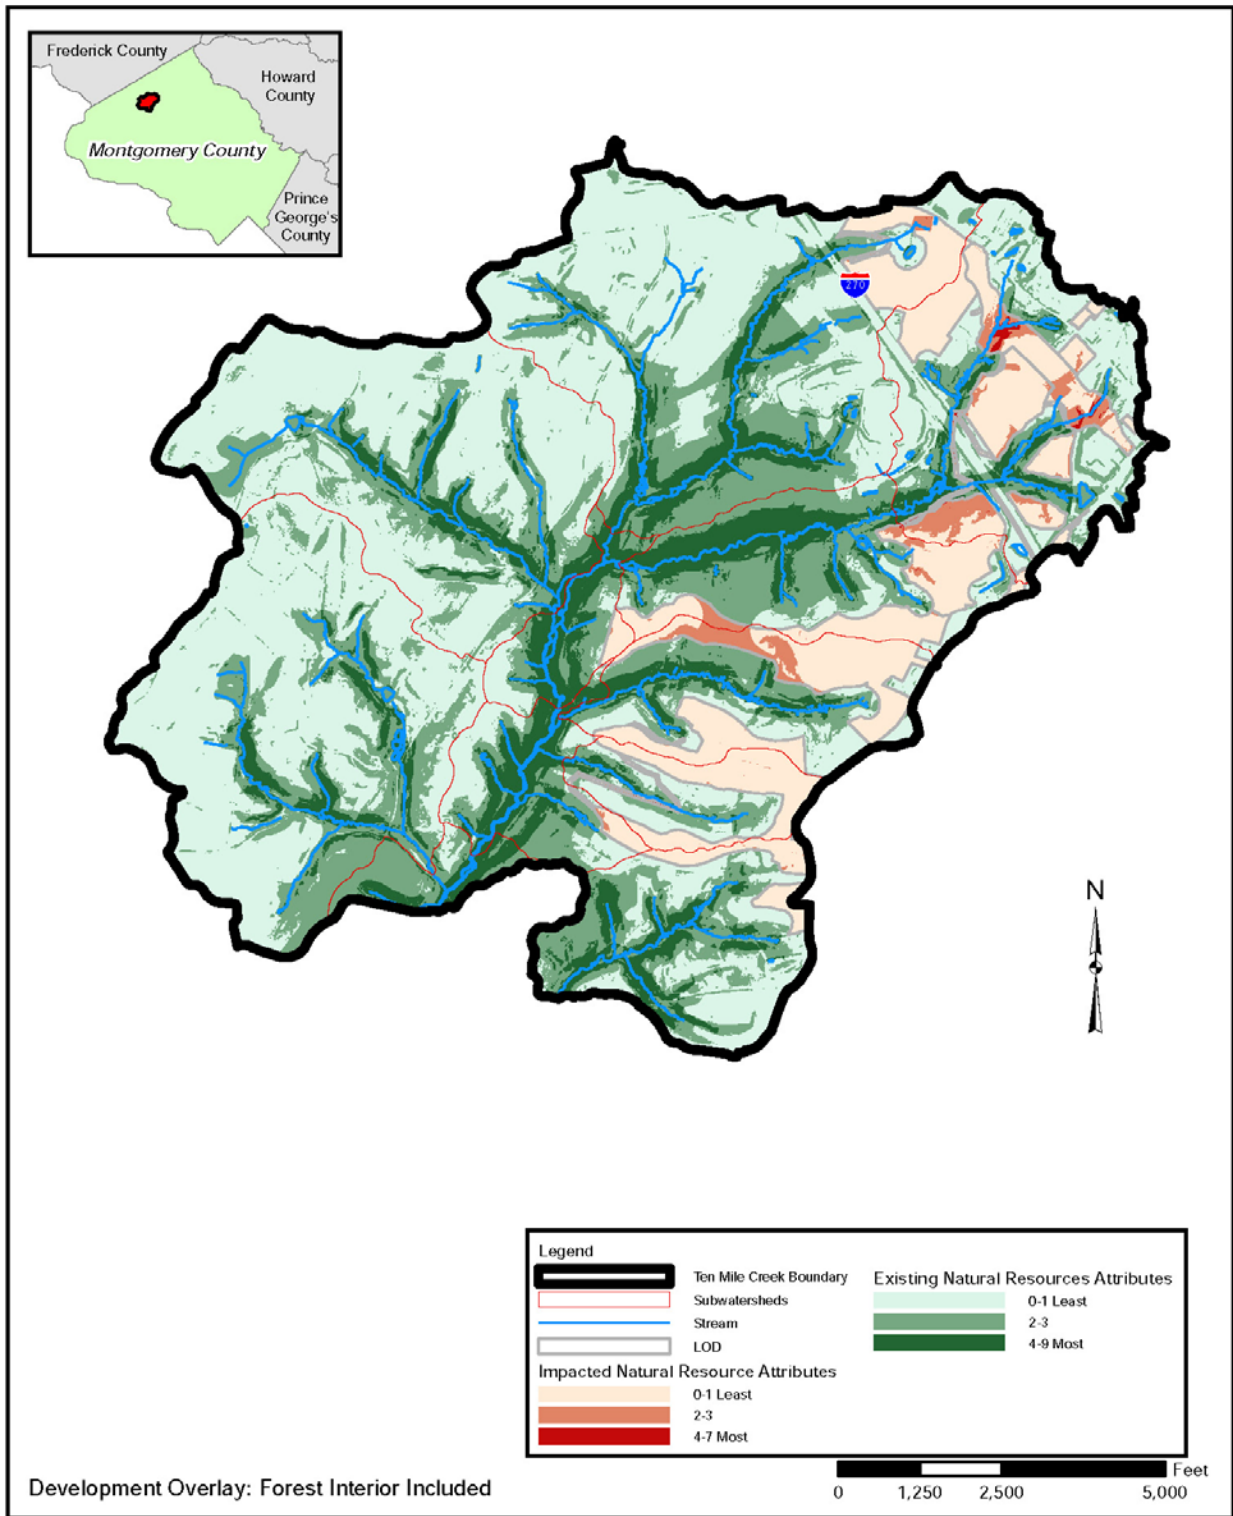 Frederick County
Howard
County
Montgomery County
Prince
George's
County
270
N
Legend
Ten Mile Creek Boundary
Subwatersheds
Stream
LOD
Impacted Natural Resource Attributes
0-1 Least
2-3
4-7 Most
Existing Natural Resources Attributes
0-1 Least
2-3
4-9 Most
Development Overlay: Forest Interior Included
Feet
0 1,250 2,500 5,000